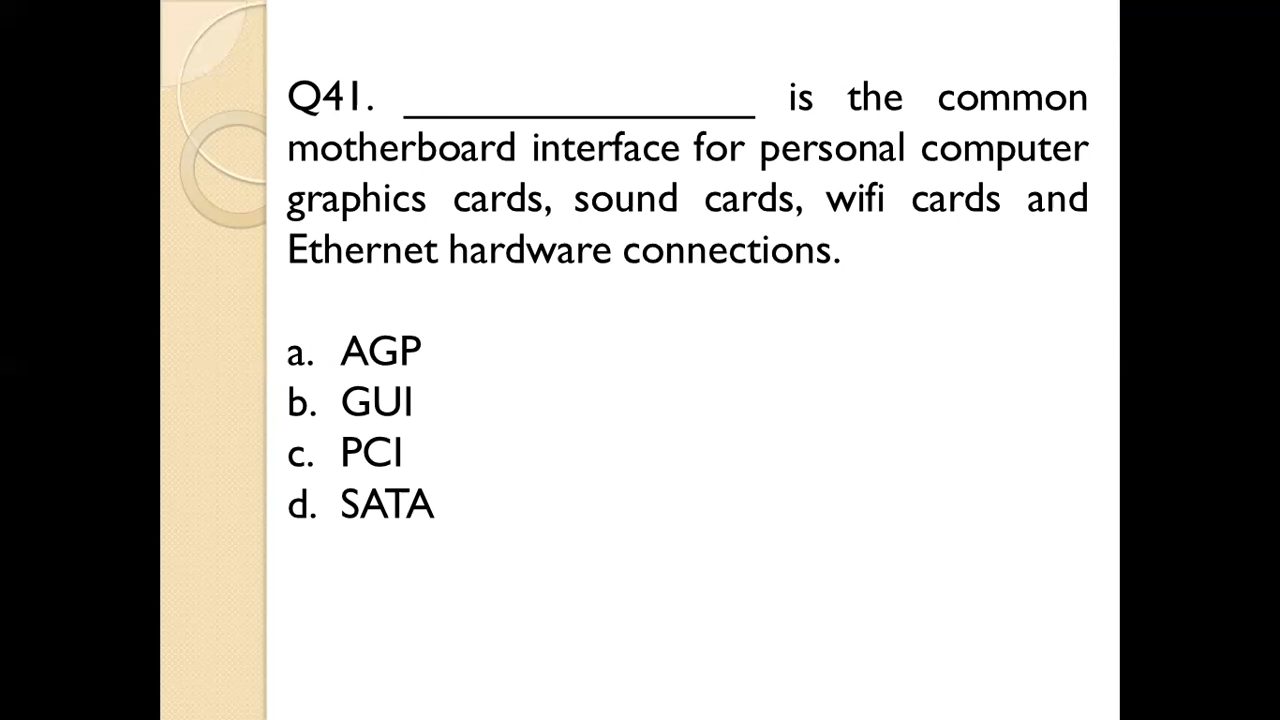 Q41. ________________ is the common
motherboard interface for personal computer
graphics cards, sound cards, wifi cards and
Ethernet hardware connections.
a. AGP
b. GUI
c. PCI
d. SATA